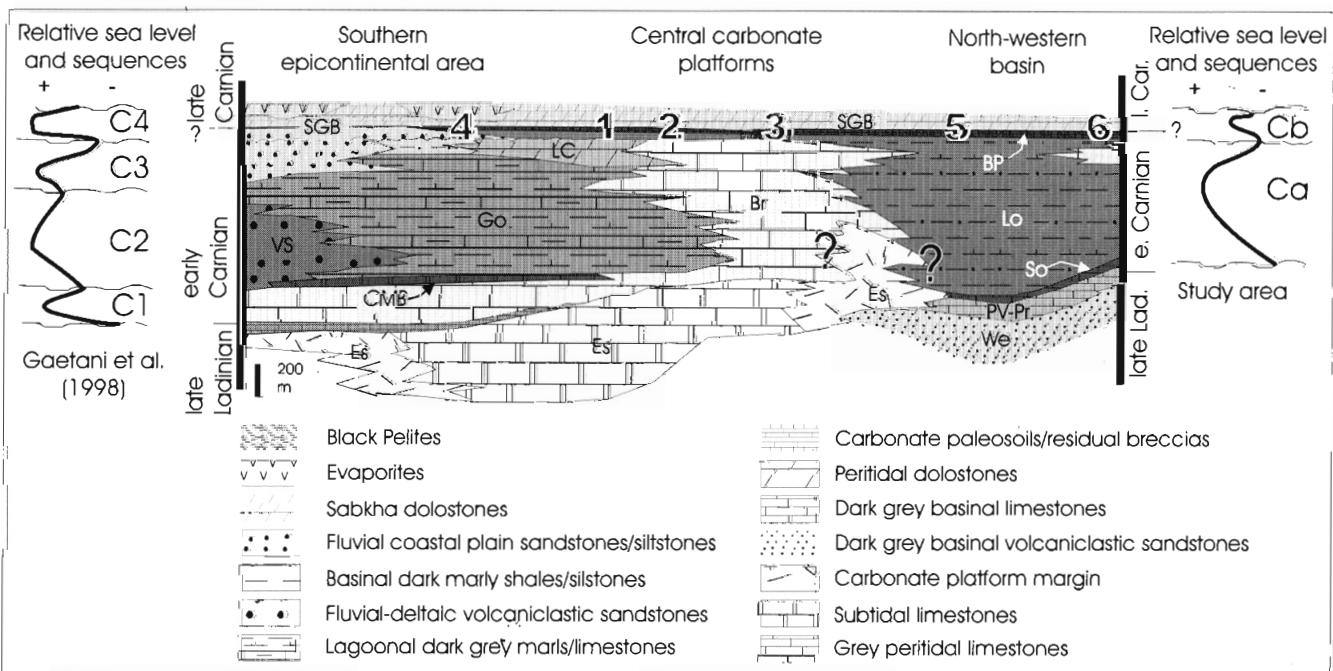 Relative sea level
and sequences
+ -
C4
C3
C2
C1
Gaetani et al.
(1998)
late
Carnian
?
early
Carnian
late
Ladinian
Southern
epicontinental area
Central carbonate
platforms
North-western
basin
SGB
4
1
2
3
SGB
5
6
LC
BP
Br
Go
Lo
VS
?
?
So
CMB
Es
PV-Pr
We
Es
Es
200
m
l. Car.
?
e. Carnian
late Lad.
Relative sea level
and sequences
+ -
Cb
Ca
Study area
Black Pelites
Evaporites
Sabkha dolostones
Fluvial coastal plain sandstones/siltstones
Basinal dark marly shales/silstones
Fluvial-deltaic volcaniclastic sandstones
Lagoonal dark grey marls/limestones
Carbonate paleosoils/residual breccias
Peritidal dolostones
Dark grey basinal limestones
Dark grey basinal volcaniclastic sandstones
Carbonate platform margin
Subtidal limestones
Grey peritidal limestones